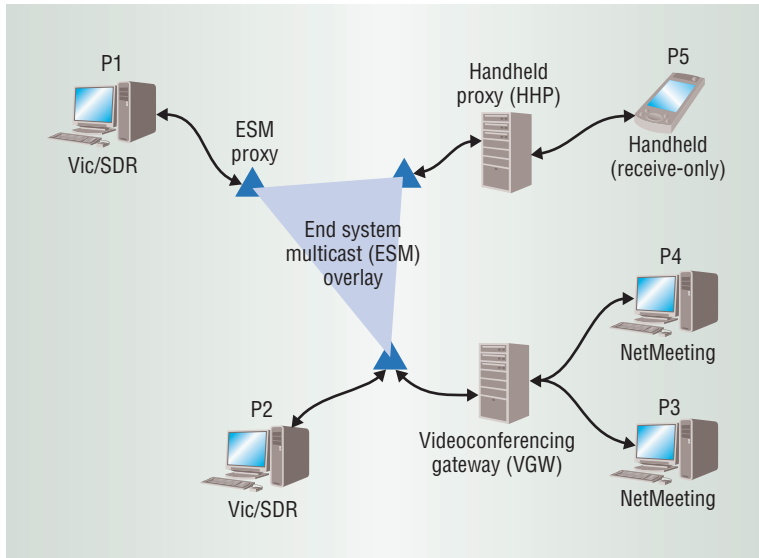 P1
Vic/SDR
ESM
proxy
Handheld
proxy (HHP)
P5
Handheld
(receive-only)
End system
multicast (ESM)
overlay
P4
NetMeeting
P2
Vic/SDR
Videoconferencing
gateway (VGW)
P3
NetMeeting